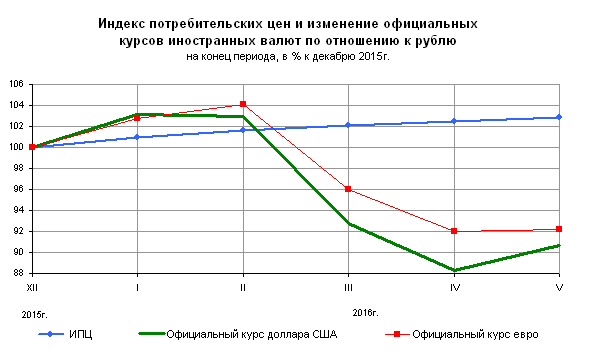 Индекс потребительских цен и изменение официальных
курсов иностранных валют по отношению к рублю
на конец периода, в % к декабрю 2015г.
106
104
102
100
98
96
94
92
90
88
XII I II III IV V
2015г. 2016г.
ИПЦ Официальный курс доллара США Официальный курс евро